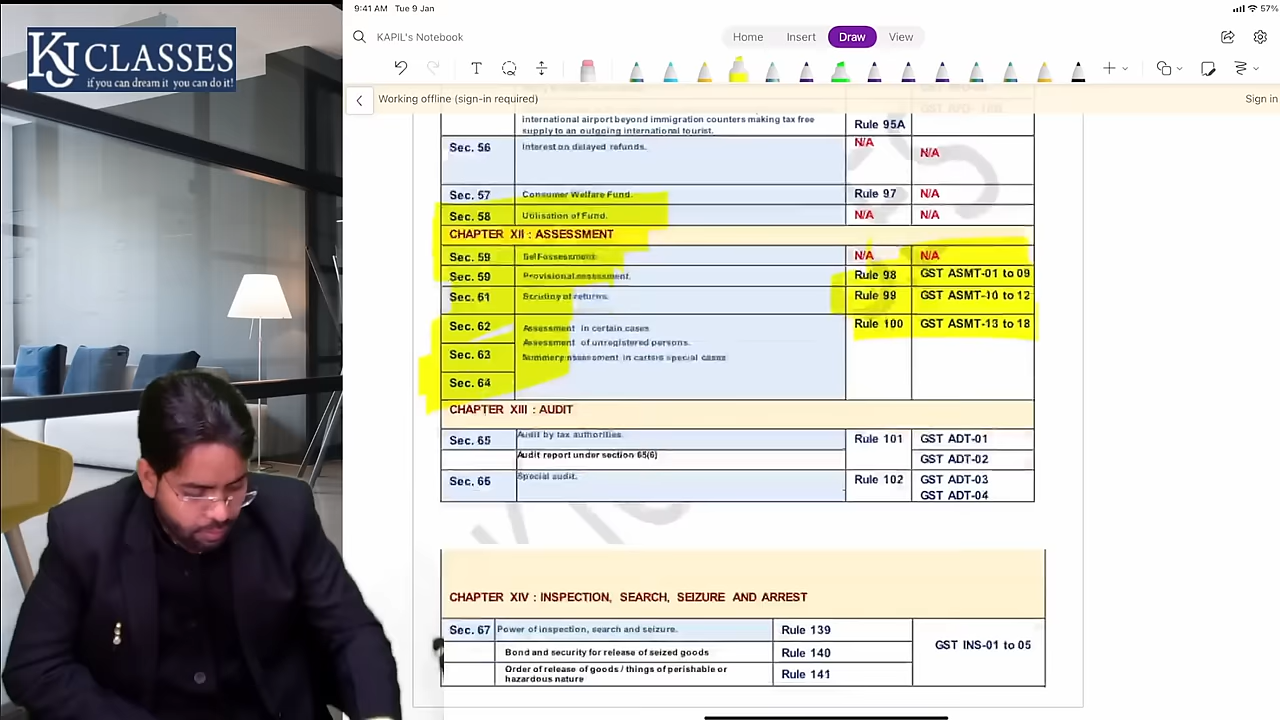 9:41 AM Tue 9 Jan
57%
KJ CLASSES
if you can dream it you can do it!
KAPIL's Notebook
Home Insert Draw View
Working offline (sign-in required)
Sign in
International airport beyond immigration counters making tax free
supply to an outgoing international tourist.
Rule 95A
Sec. 56 Interest on delayed refunds. N/A N/A
Sec. 57 Consumer Welfare Fund. Rule 97 N/A
Sec. 58 Utilisation of Fund. N/A N/A
CHAPTER XII : ASSESSMENT
Sec. 59 Self-assessment N/A N/A
Sec. 59 Provisional assessment. Rule 98 GST ASMT-01 to 09
Sec. 61 Scrutiny of returns. Rule 99 GST ASMT-10 to 12
Sec. 62 Assessment in certain cases Rule 100 GST ASMT-13 to 18
Assessment of unregistered persons.
Sec. 63 Summery assessment in certain special cases
Sec. 64
CHAPTER XIII : AUDIT
Sec. 65 Audit by tax authorities. Rule 101 GST ADT-01
Audit report under section 65(6) GST ADT-02
Sec. 66 Special audit. Rule 102 GST ADT-03
GST ADT-04
CHAPTER XIV : INSPECTION, SEARCH, SEIZURE AND ARREST
Sec. 67 Power of inspection, search and seizure. Rule 139 GST INS-01 to 05
Bond and security for release of seized goods Rule 140
Order of release of goods / things of perishable or
hazardous nature Rule 141